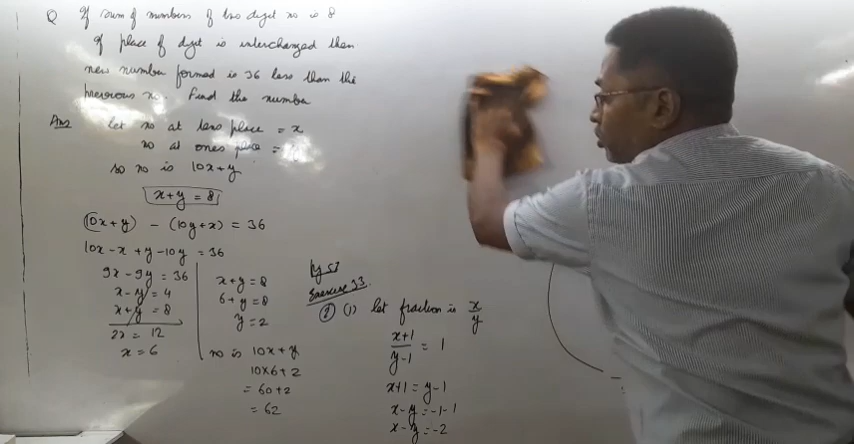 Q If sum of numbers of two digit no is 8
If place of digit is interchanged then
new number formed is 36 less than the
previous no. Find the number
Ans let no at tens place = x
no at ones place =
so no is 10x+y
x+y = 8
(10x+y) - (10y+x) = 36
10x-x +y-10y = 36
9x-9y = 36
x-y = 4
x+y = 8
2x = 12
x = 6
x+y = 8
6+y = 8
y = 2
no is 10x+y
10x6+2
= 60+2
= 62
Exercise 3.3
② (1) let fraction is x/y
x+1/y-1 = 1
x+1 = y-1
x-y = -1-1
x-y = -2